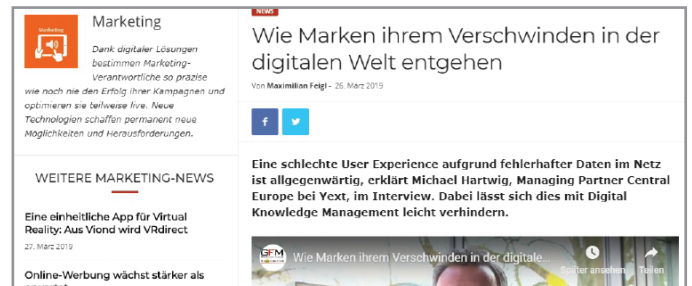 Marketing
Marketing
Dank digitaler Lösungen
bestimmen Marketing-
Verantwortliche so präzise
wie noch nie den Erfolg ihrer Kampagnen und
optimieren sie teilweise live. Neue
Technologien schaffen permanent neue
Möglichkeiten und Herausforderungen.
WEITERE MARKETING-NEWS
Eine einheitliche App für Virtual
Reality: Aus Viond wird VRdirect
27. März 2019
Online-Werbung wächst stärker als
NEWS
Wie Marken ihrem Verschwinden in der
digitalen Welt entgehen
Von Maximilian Feigl - 26. März 2019
Eine schlechte User Experience aufgrund fehlerhafter Daten im Netz
ist allgegenwärtig, erklärt Michael Hartwig, Managing Partner Central
Europe bei Yext, im Interview. Dabei lässt sich dies mit Digital
Knowledge Management leicht verhindern.
GFM
Wie Marken ihrem Verschwinden in der digitale...
Später ansehen
Teilen